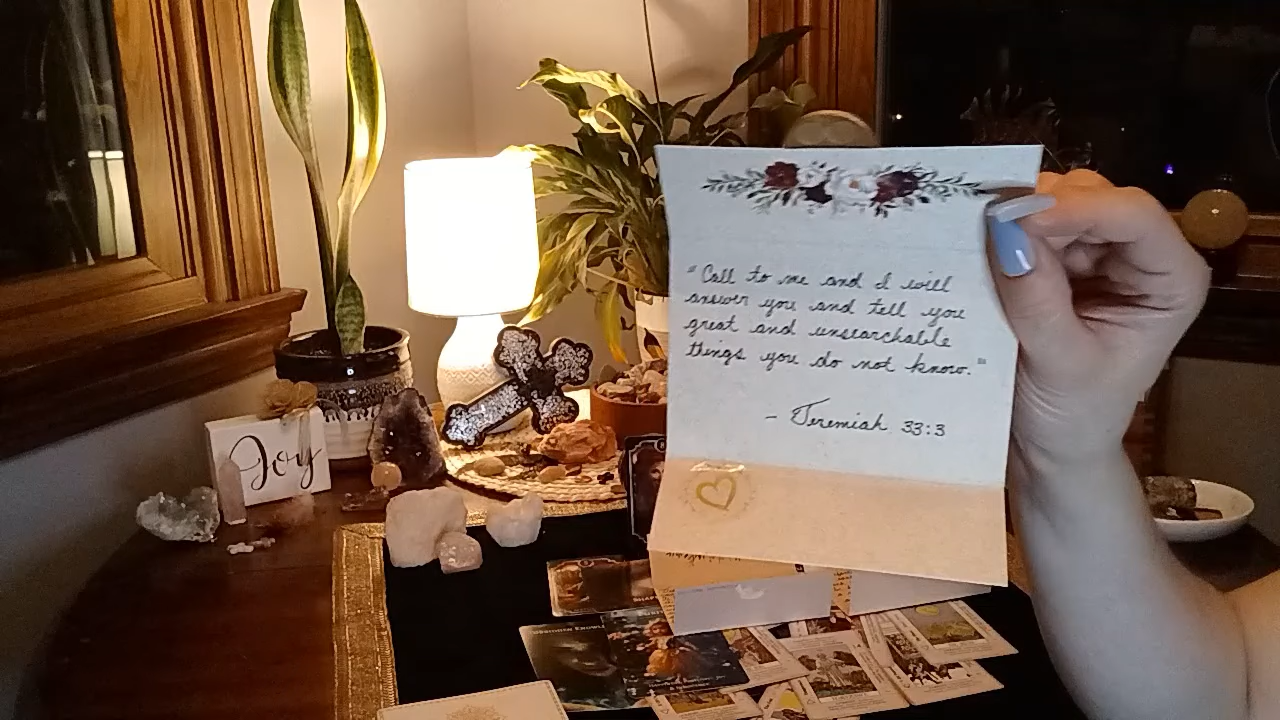 "Call to me and I will
answer you and tell you
great and unsearchable
things you do not know."
- Jeremiah 33:3
Joy